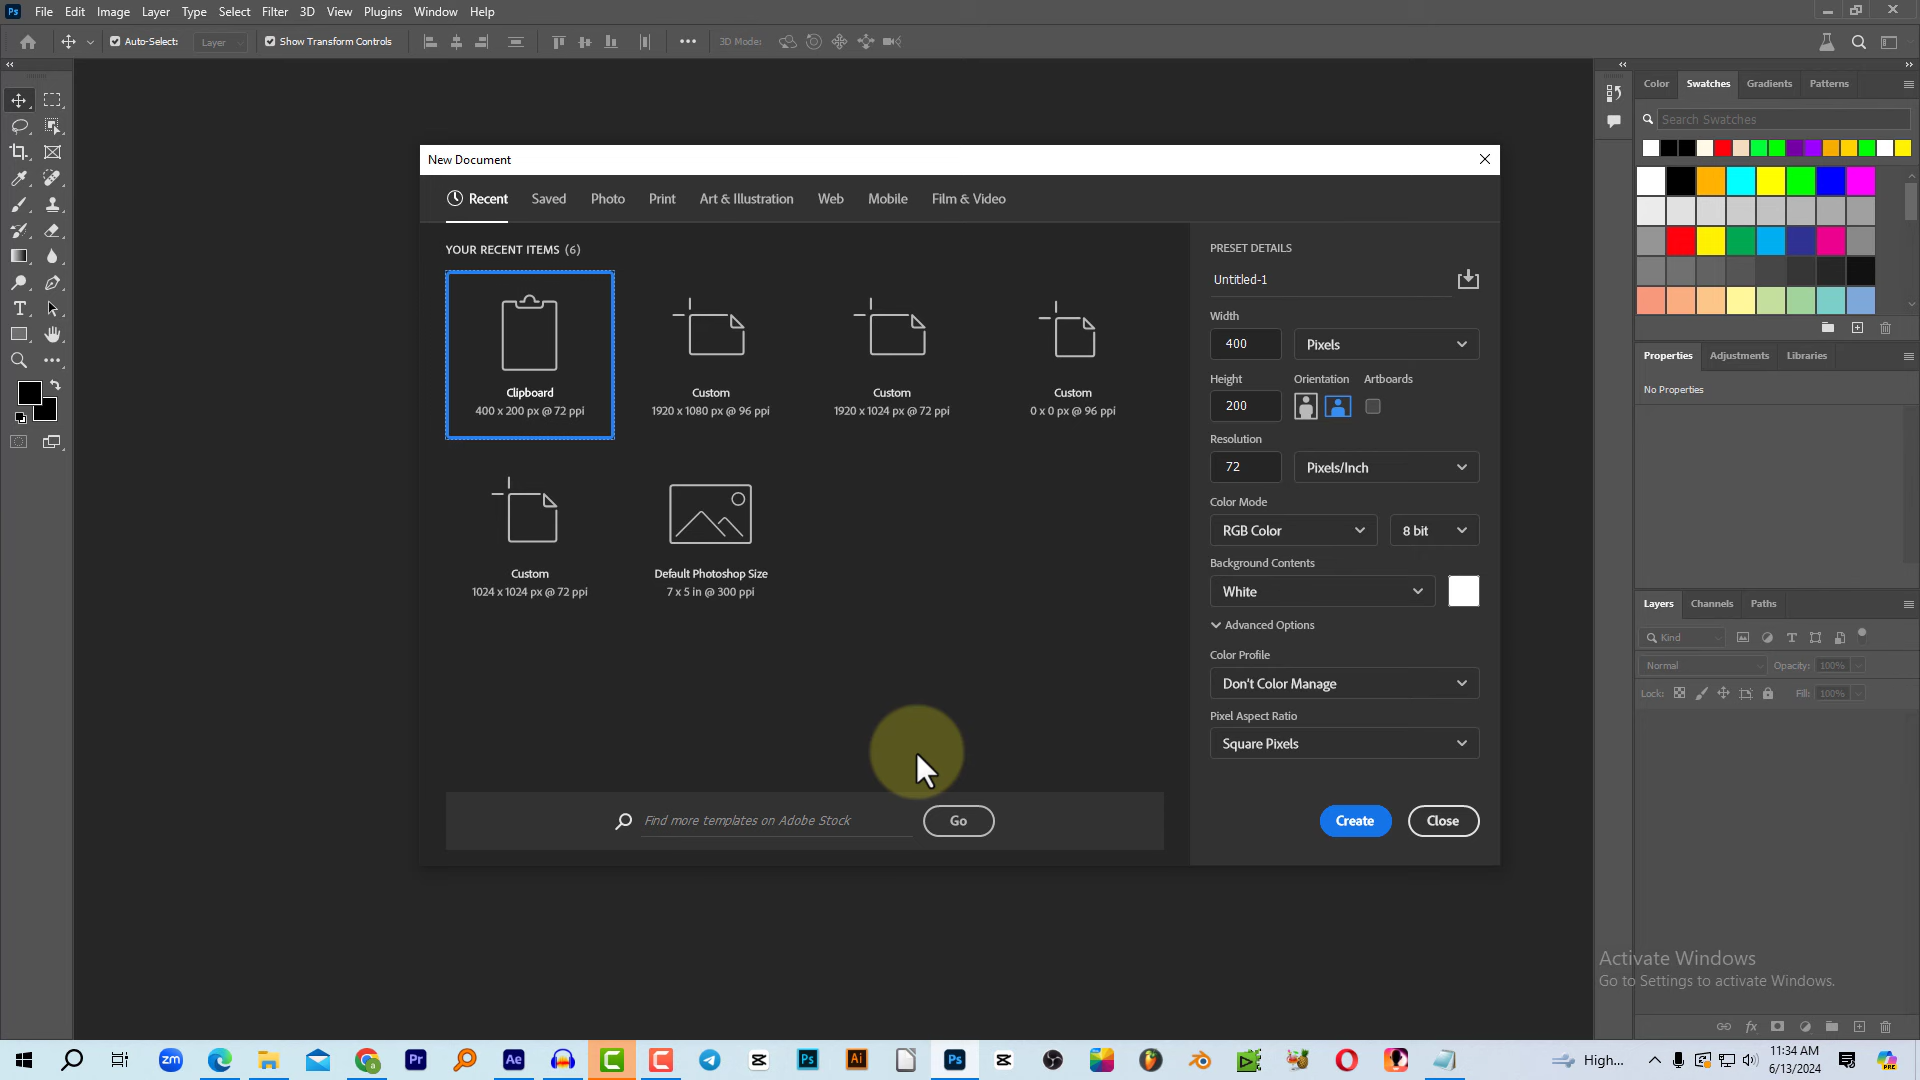 File Edit Image Layer Type Select Filter 3D View Plugins Window Help
Auto-Select: Layer Show Transform Controls 3D Mode:
Color Swatches Gradients Patterns
Search Swatches
New Document
Recent Saved Photo Print Art & Illustration Web Mobile Film & Video
YOUR RECENT ITEMS (6)
Clipboard
400 x 200 px @ 72 ppi
Custom
1920 x 1080 px @ 96 ppi
Custom
1920 x 1024 px @ 72 ppi
Custom
0 x 0 px @ 96 ppi
Custom
1024 x 1024 px @ 72 ppi
Default Photoshop Size
7 x 5 in @ 300 ppi
Find more templates on Adobe Stock Go
PRESET DETAILS
Untitled-1
Width
400 Pixels
Height Orientation Artboards
200
Resolution
72 Pixels/Inch
Color Mode
RGB Color 8 bit
Background Contents
White
Advanced Options
Color Profile
Don't Color Manage
Pixel Aspect Ratio
Square Pixels
Create Close
Properties Adjustments Libraries
No Properties
Layers Channels Paths
Kind
Normal Opacity: 100%
Lock: Fill: 100%
Activate Windows
Go to Settings to activate Windows.
fx
zm Pr Ae Ps Ai Ps
High...
11:34 AM
6/13/2024